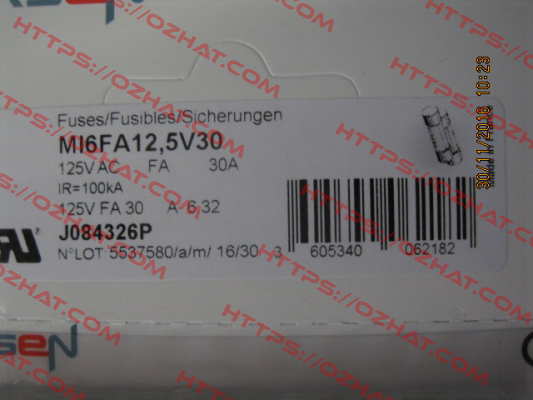 Fuses/Fusibles/Sicherungen
MI6FA12,5V30
125V AC FA 30A
IR=100kA
125V FA 30 A 6-32
J084326P
N°LOT 5537580/a/m/ 16/30
3 605340 062182
30/11/2016 10:23
HTTPS://OZHAT.COM
HTTPS://OZHAT.COM
HTTPS://OZHAT.COM
HTTPS://OZHAT.COM
HTTPS://OZHAT.COM
HTTPS://OZHAT.COM